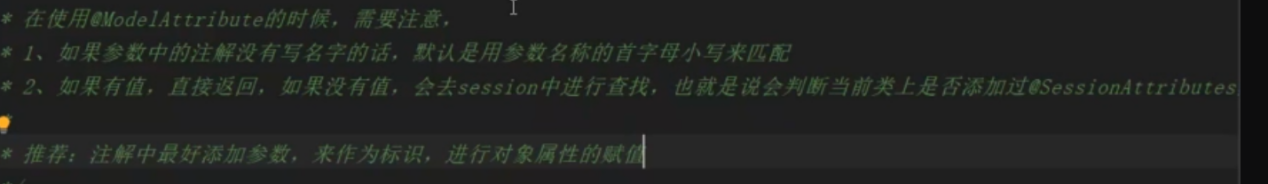 * 在使用@ModelAttribute的时候，需要注意，
* 1、如果参数中的注解没有写名字的话，默认是用参数名称的首字母小写来匹配
* 2、如果有值，直接返回，如果没有值，会去session中进行查找，也就是说会判断当前类上是否添加过@SessionAttributes
* 推荐：注解中最好添加参数，来作为标识，进行对象属性的赋值
*/